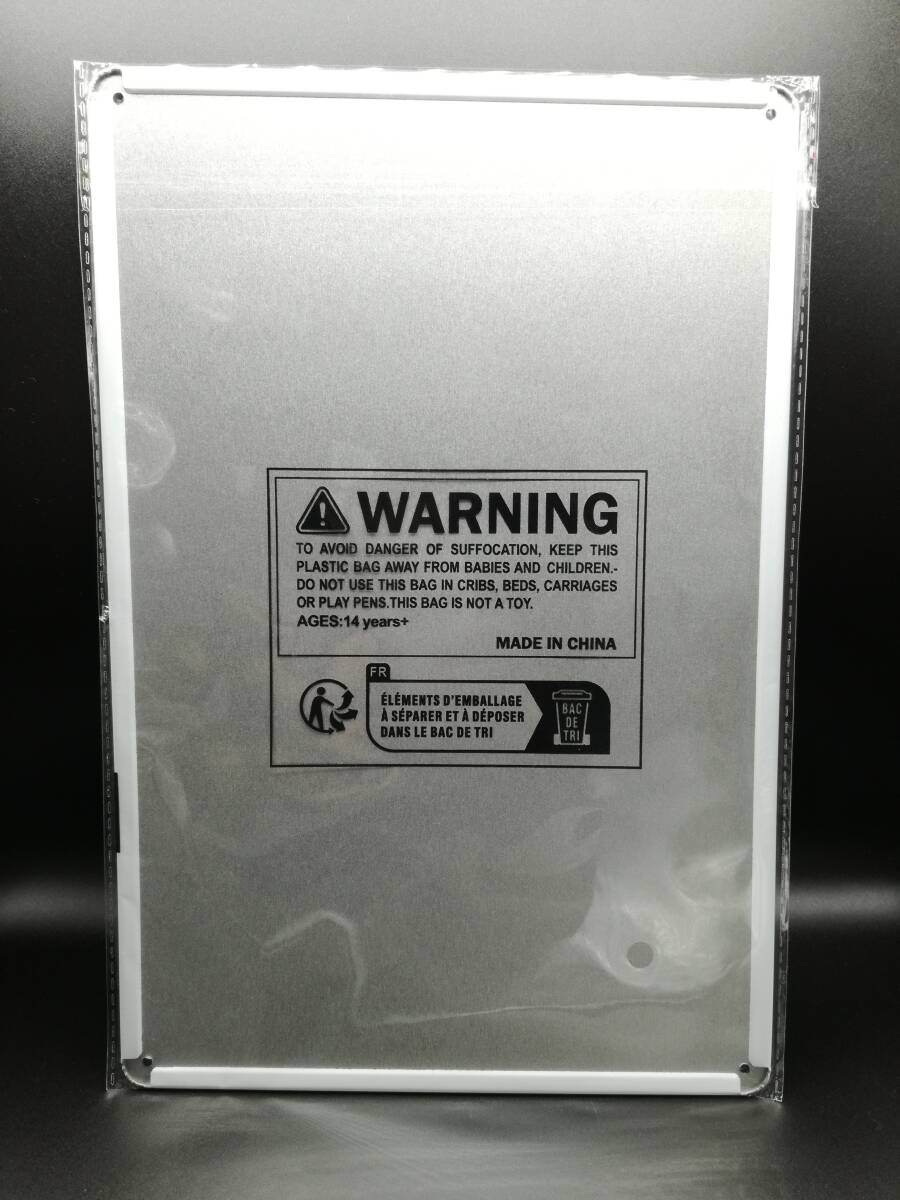 WARNING
TO AVOID DANGER OF SUFFOCATION, KEEP THIS
PLASTIC BAG AWAY FROM BABIES AND CHILDREN.-
DO NOT USE THIS BAG IN CRIBS, BEDS, CARRIAGES
OR PLAY PENS.THIS BAG IS NOT A TOY.
AGES:14 years+
MADE IN CHINA
FR
ÉLÉMENTS D'EMBALLAGE
À SÉPARER ET À DÉPOSER
DANS LE BAC DE TRI
BAC
DE
TRI